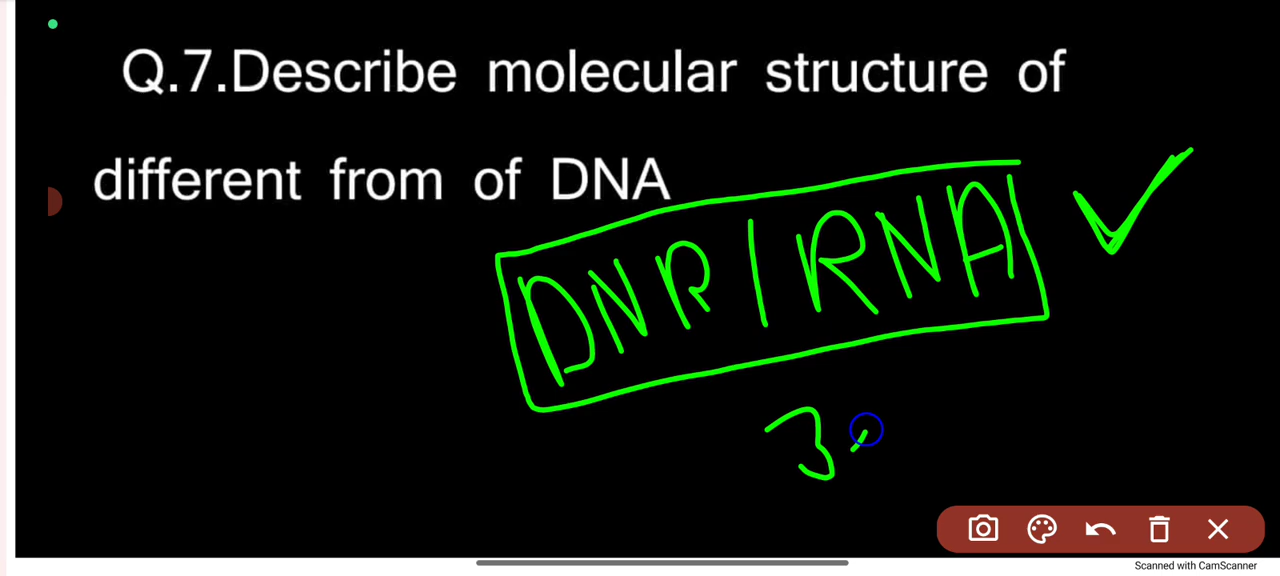 Q.7.Describe molecular structure of
different from of DNA
DNA/RNA
3
Scanned with CamScanner